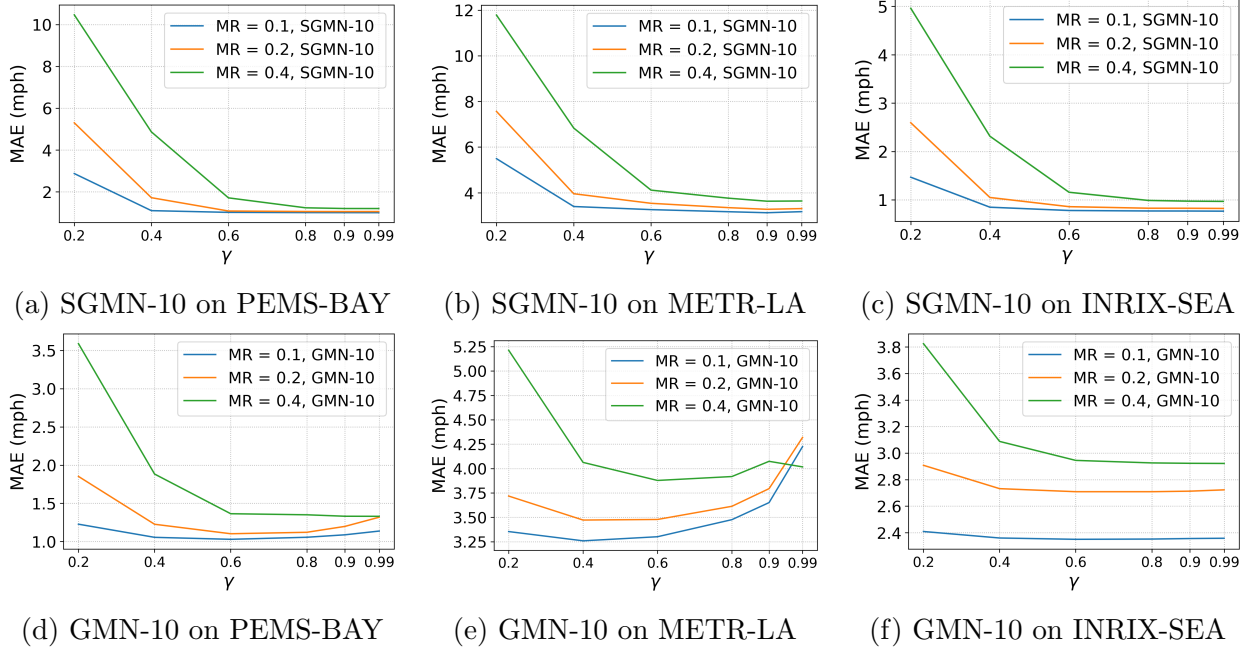 MAE (mph)
10
8
6
4
2
MR = 0.1, SGMN-10
MR = 0.2, SGMN-10
MR = 0.4, SGMN-10
0.2 0.4 0.6 0.8 0.9 0.99
γ
(a) SGMN-10 on PEMS-BAY
MAE (mph)
12
10
8
6
4
MR = 0.1, SGMN-10
MR = 0.2, SGMN-10
MR = 0.4, SGMN-10
0.2 0.4 0.6 0.8 0.9 0.99
γ
(b) SGMN-10 on METR-LA
MAE (mph)
5
4
3
2
1
MR = 0.1, SGMN-10
MR = 0.2, SGMN-10
MR = 0.4, SGMN-10
0.2 0.4 0.6 0.8 0.9 0.99
γ
(c) SGMN-10 on INRIX-SEA
MAE (mph)
3.5
3.0
2.5
2.0
1.5
1.0
MR = 0.1, GMN-10
MR = 0.2, GMN-10
MR = 0.4, GMN-10
0.2 0.4 0.6 0.8 0.9 0.99
γ
(d) GMN-10 on PEMS-BAY
MAE (mph)
5.25
5.00
4.75
4.50
4.25
4.00
3.75
3.50
3.25
MR = 0.1, GMN-10
MR = 0.2, GMN-10
MR = 0.4, GMN-10
0.2 0.4 0.6 0.8 0.9 0.99
γ
(e) GMN-10 on METR-LA
MAE (mph)
3.8
3.6
3.4
3.2
3.0
2.8
2.6
2.4
MR = 0.1, GMN-10
MR = 0.2, GMN-10
MR = 0.4, GMN-10
0.2 0.4 0.6 0.8 0.9 0.99
γ
(f) GMN-10 on INRIX-SEA